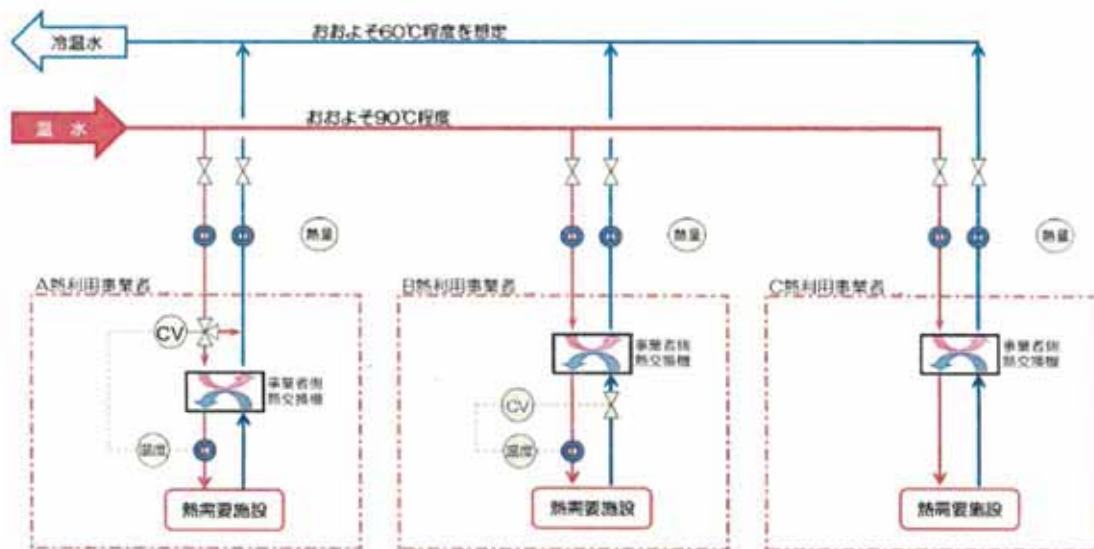 冷温水
おおよそ60℃程度を想定
温 水
おおよそ90℃程度
熱量
熱量
熱量
A熱利用事業者
B熱利用事業者
C熱利用事業者
CV
事業者側
熱交換機
温度
熱需要施設
事業者側
熱交換機
CV
温度
熱需要施設
事業者側
熱交換機
熱需要施設